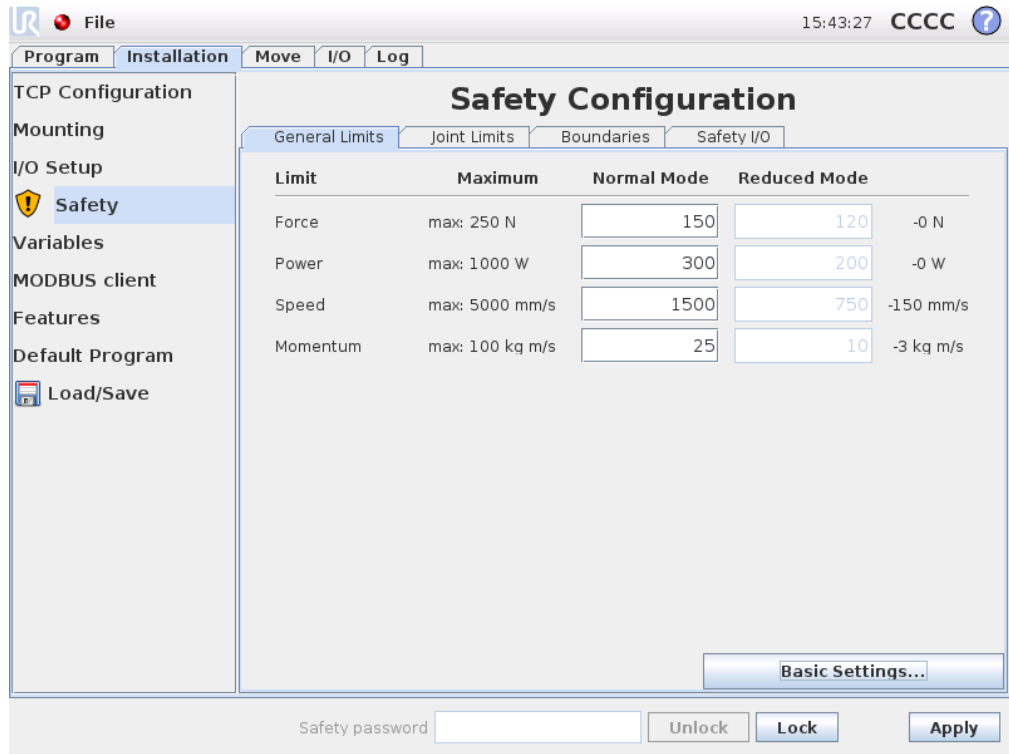 UR File 15:43:27 CCCC ?
Program Installation Move I/O Log
TCP Configuration
Mounting
I/O Setup
Safety
Variables
MODBUS client
Features
Default Program
Load/Save
Safety Configuration
General Limits Joint Limits Boundaries Safety I/O
Limit Maximum Normal Mode Reduced Mode
Force max: 250 N 150 120 -0 N
Power max: 1000 W 300 200 -0 W
Speed max: 5000 mm/s 1500 750 -150 mm/s
Momentum max: 100 kg m/s 25 10 -3 kg m/s
Basic Settings...
Safety password Unlock Lock Apply